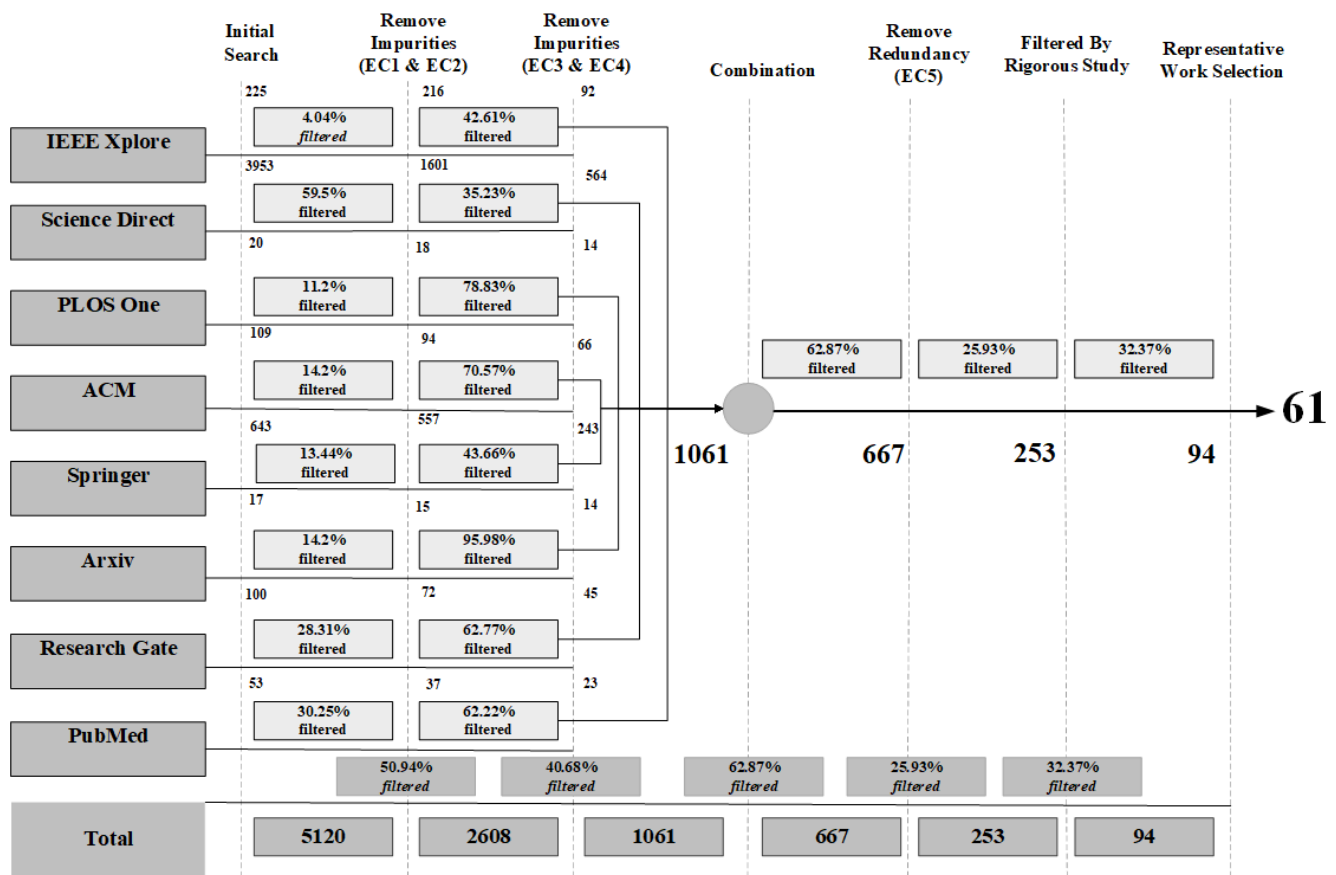 Initial
Search
Remove
Impurities
(EC1 & EC2)
Remove
Impurities
(EC3 & EC4)
Combination
Remove
Redundancy
(EC5)
Filtered By
Rigorous Study
Representative
Work Selection
225
216
92
IEEE Xplore
4.04%
filtered
42.61%
filtered
3953
1601
564
Science Direct
59.5%
filtered
35.23%
filtered
20
18
14
PLOS One
11.2%
filtered
78.83%
filtered
109
94
66
ACM
14.2%
filtered
70.57%
filtered
643
557
243
Springer
13.44%
filtered
43.66%
filtered
17
15
14
Arxiv
14.2%
filtered
95.98%
filtered
100
72
45
Research Gate
28.31%
filtered
62.77%
filtered
53
37
23
PubMed
30.25%
filtered
62.22%
filtered
62.87%
filtered
25.93%
filtered
32.37%
filtered
61
1061
667
253
94
50.94%
filtered
40.68%
filtered
62.87%
filtered
25.93%
filtered
32.37%
filtered
Total
5120
2608
1061
667
253
94